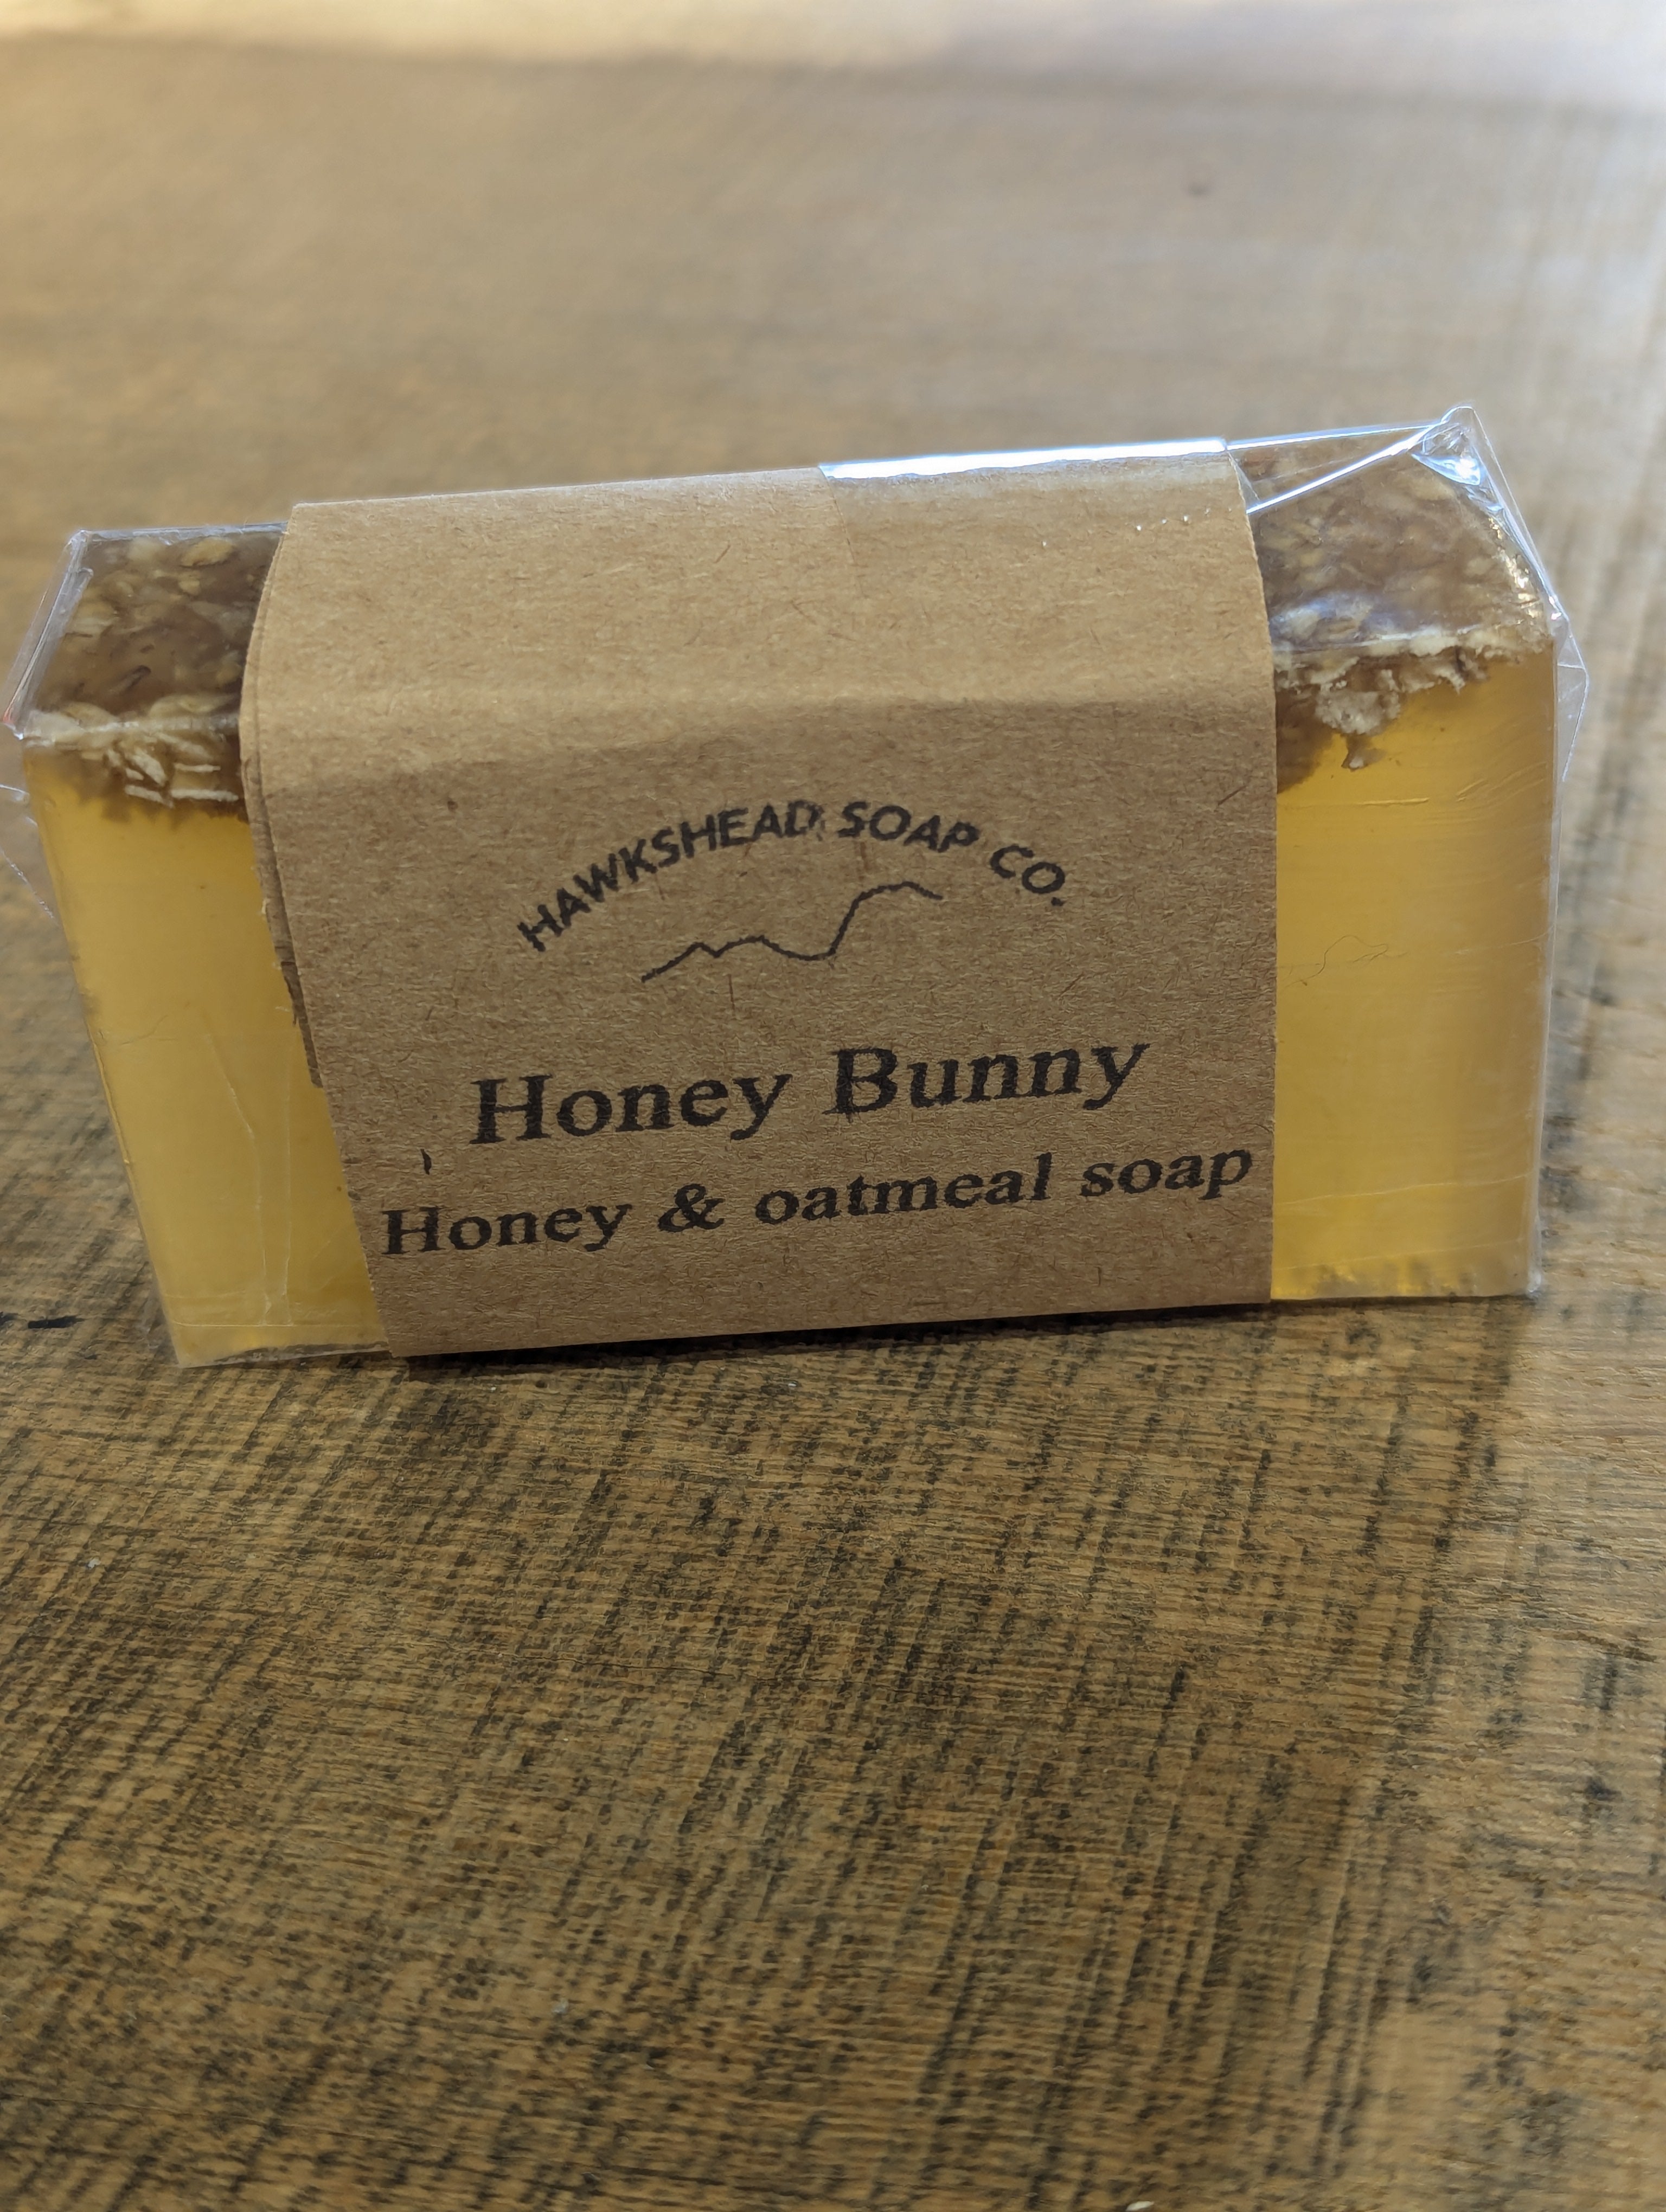 HAWKSHEAD SOAP CO.
Honey Bunny
Honey & oatmeal soap